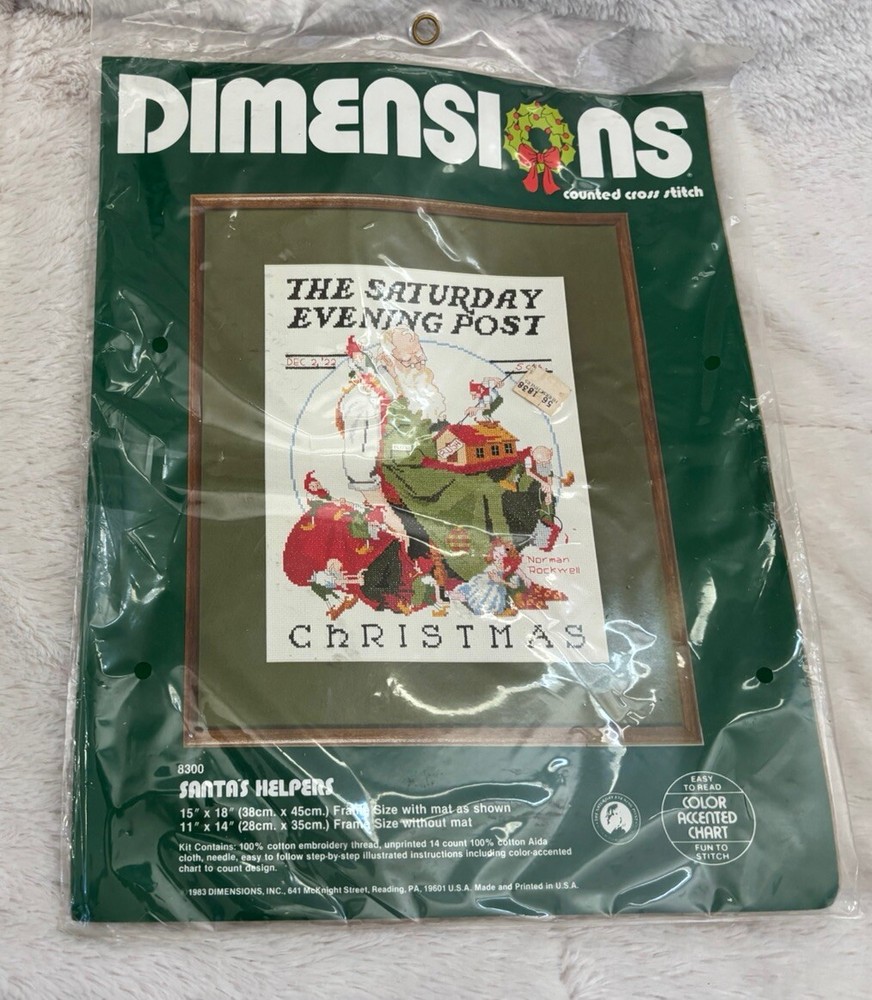 DIMENSIONS
counted cross stitch
THE SATURDAY
EVENING POST
DEC 2, '22
56 1838
Norman
Rockwell
ChRISTMAS
8300
SANTA'S HELPERS
15" x 18" (38cm. x 45cm.) Frame Size with mat as shown
11" x 14" (28cm. x 35cm.) Frame Size without mat
Kit Contains: 100% cotton embroidery thread, unprinted 14 count 100% cotton Aida
cloth, needle, easy to follow step-by-step illustrated instructions including color-accented
chart to count design.
1983 DIMENSIONS, INC., 641 McKnight Street, Reading, PA, 19601 U.S.A. Made and Printed in U.S.A.
EASY
TO READ
COLOR
ACCENTED
CHART
FUN TO
STITCH